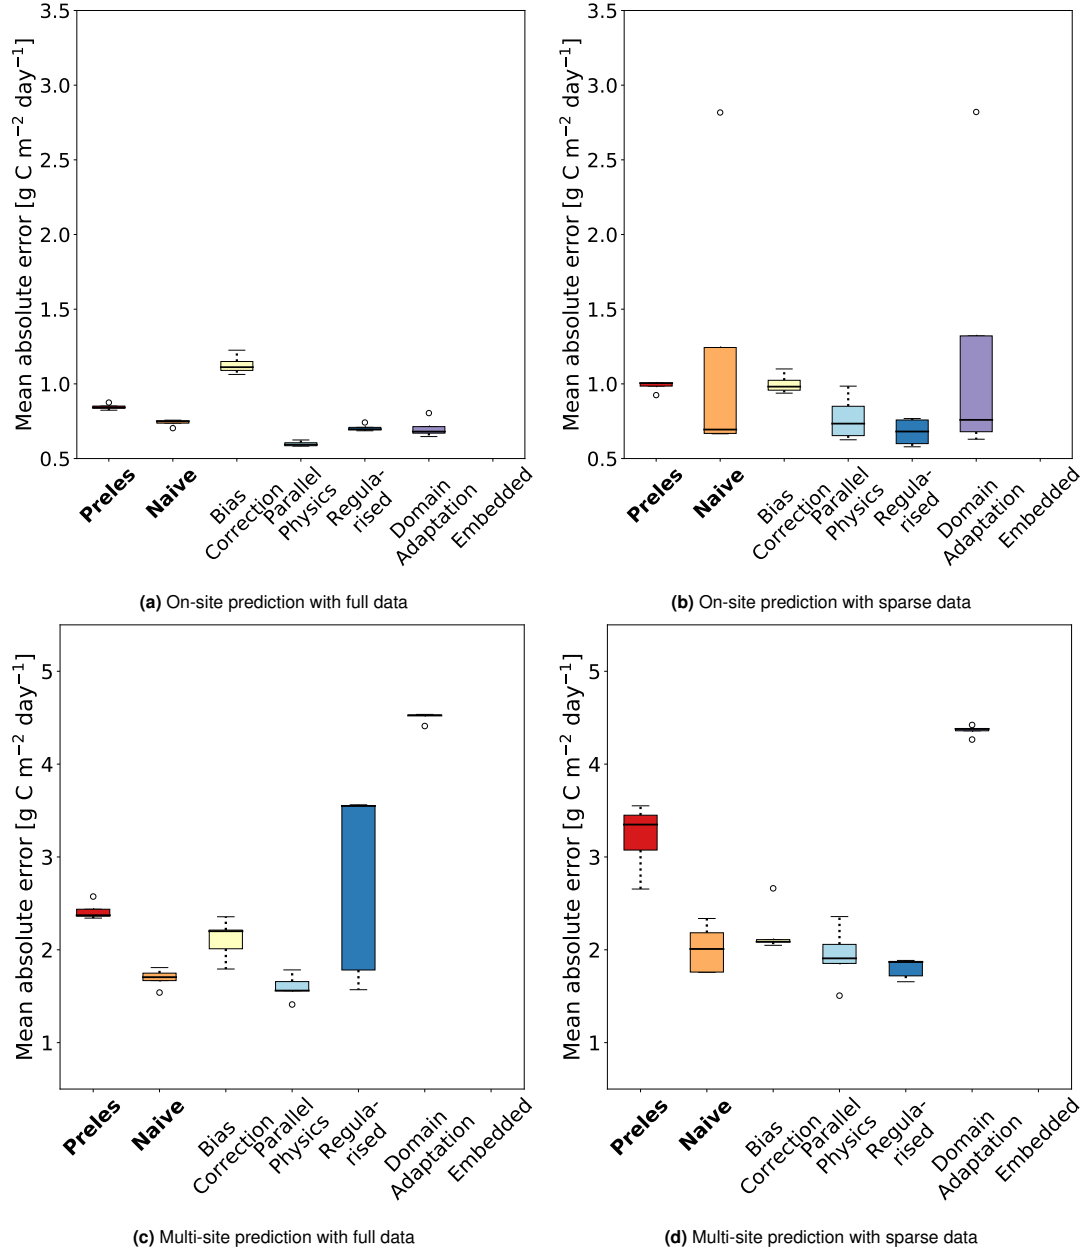 3.5
3.0
2.5
2.0
1.5
1.0
0.5
Mean absolute error [g C m⁻² day⁻¹]
Preles
Naive
Bias
Correction
Parallel
Physics
Regula-
rised
Domain
Adaptation
Embedded
(a) On-site prediction with full data
3.5
3.0
2.5
2.0
1.5
1.0
0.5
Mean absolute error [g C m⁻² day⁻¹]
Preles
Naive
Bias
Correction
Parallel
Physics
Regula-
rised
Domain
Adaptation
Embedded
(b) On-site prediction with sparse data
5
4
3
2
1
Mean absolute error [g C m⁻² day⁻¹]
Preles
Naive
Bias
Correction
Parallel
Physics
Regula-
rised
Domain
Adaptation
Embedded
(c) Multi-site prediction with full data
5
4
3
2
1
Mean absolute error [g C m⁻² day⁻¹]
Preles
Naive
Bias
Correction
Parallel
Physics
Regula-
rised
Domain
Adaptation
Embedded
(d) Multi-site prediction with sparse data